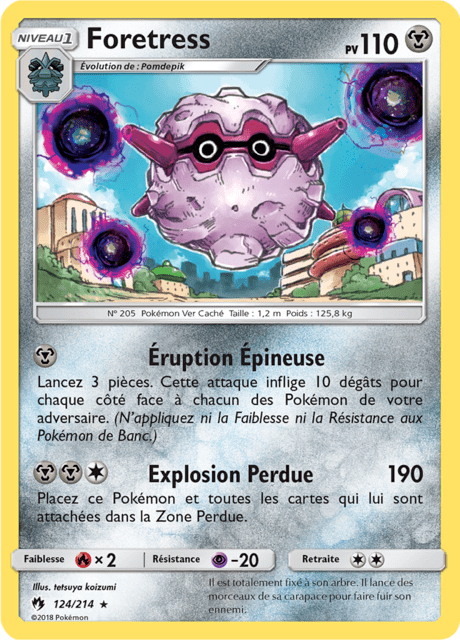 NIVEAU 1
Foretress
PV 110
Évolution de : Pomdepik
N° 205 Pokémon Ver Caché Taille : 1,2 m Poids : 125,8 kg
Éruption Épineuse
Lancez 3 pièces. Cette attaque inflige 10 dégâts pour
chaque côté face à chacun des Pokémon de votre
adversaire. (N'appliquez ni la Faiblesse ni la Résistance aux
Pokémon de Banc.)
Explosion Perdue 190
Placez ce Pokémon et toutes les cartes qui lui sont
attachées dans la Zone Perdue.
Faiblesse ×2 Résistance -20 Retraite
Illus. tetsuya koizumi
124/214 ★
©2018 Pokémon
Il est totalement fixé à son arbre. Il lance des
morceaux de sa carapace pour faire fuir son
ennemi.